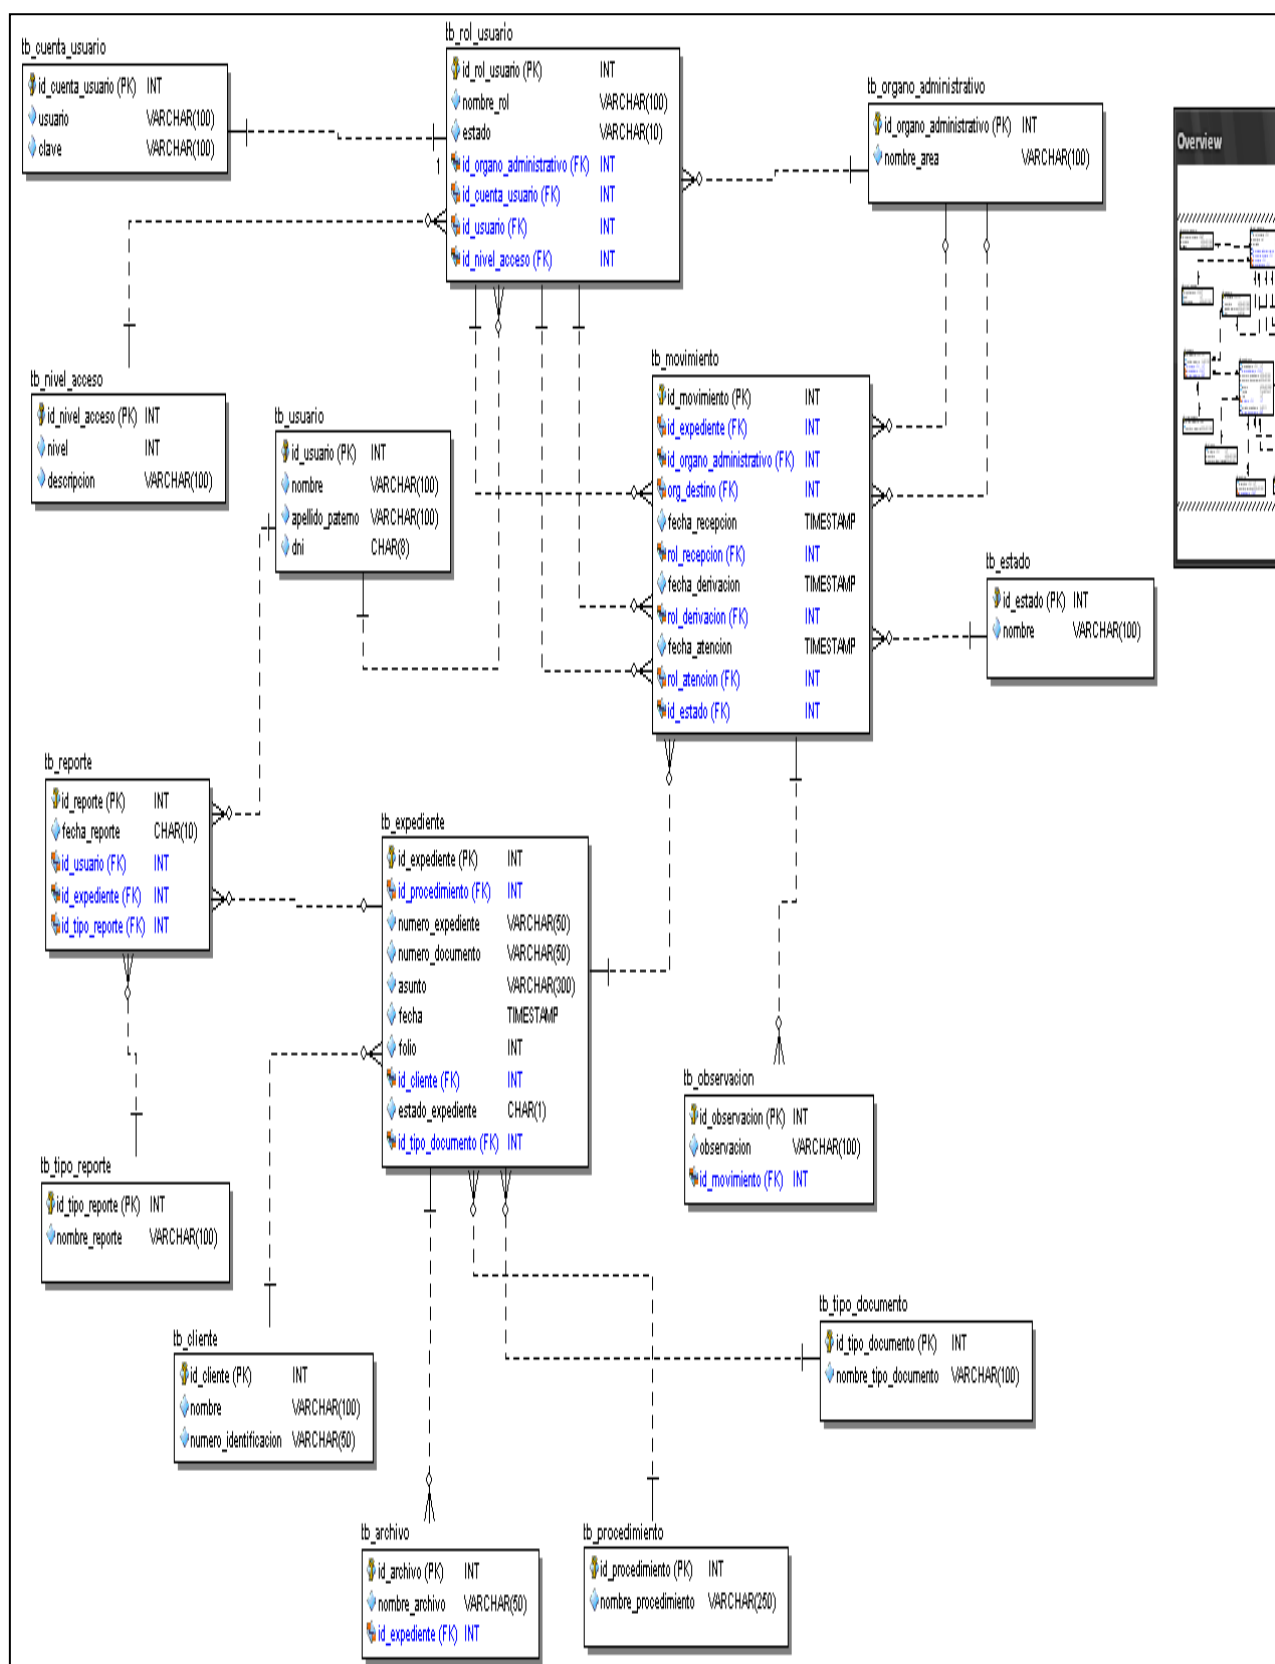 tb_cuenta_usuario
id_cuenta_usuario (PK) INT
usuario VARCHAR(100)
clave VARCHAR(100)
tb_rol_usuario
id_rol_usuario (PK) INT
nombre_rol VARCHAR(100)
estado VARCHAR(10)
id_organo_administrativo (FK) INT
id_cuenta_usuario (FK) INT
id_usuario (FK) INT
id_nivel_acceso (FK) INT
1
tb_organo_administrativo
id_organo_administrativo (PK) INT
nombre_area VARCHAR(100)
Overview
tb_nivel_acceso
id_nivel_acceso (PK) INT
nivel INT
descripcion VARCHAR(100)
tb_usuario
id_usuario (PK) INT
nombre VARCHAR(100)
apellido_paterno VARCHAR(100)
dni CHAR(8)
tb_movimiento
id_movimiento (PK) INT
id_expediente (FK) INT
id_organo_administrativo (FK) INT
org_destino (FK) INT
fecha_recepcion TIMESTAMP
rol_recepcion (FK) INT
fecha_derivacion TIMESTAMP
rol_derivacion (FK) INT
fecha_atencion TIMESTAMP
rol_atencion (FK) INT
id_estado (FK) INT
tb_estado
id_estado (PK) INT
nombre VARCHAR(100)
tb_reporte
id_reporte (PK) INT
fecha_reporte CHAR(10)
id_usuario (FK) INT
id_expediente (FK) INT
id_tipo_reporte (FK) INT
tb_expediente
id_expediente (PK) INT
id_procedimiento (FK) INT
numero_expediente VARCHAR(50)
numero_documento VARCHAR(50)
asunto VARCHAR(300)
fecha TIMESTAMP
folio INT
id_cliente (FK) INT
estado_expediente CHAR(1)
id_tipo_documento (FK) INT
tb_observacion
id_observacion (PK) INT
observacion VARCHAR(100)
id_movimiento (FK) INT
tb_tipo_reporte
id_tipo_reporte (PK) INT
nombre_reporte VARCHAR(100)
tb_cliente
id_cliente (PK) INT
nombre VARCHAR(100)
numero_identificacion VARCHAR(50)
tb_tipo_documento
id_tipo_documento (PK) INT
nombre_tipo_documento VARCHAR(100)
tb_archivo
id_archivo (PK) INT
nombre_archivo VARCHAR(50)
id_expediente (FK) INT
tb_procedimiento
id_procedimiento (PK) INT
nombre_procedimiento VARCHAR(250)